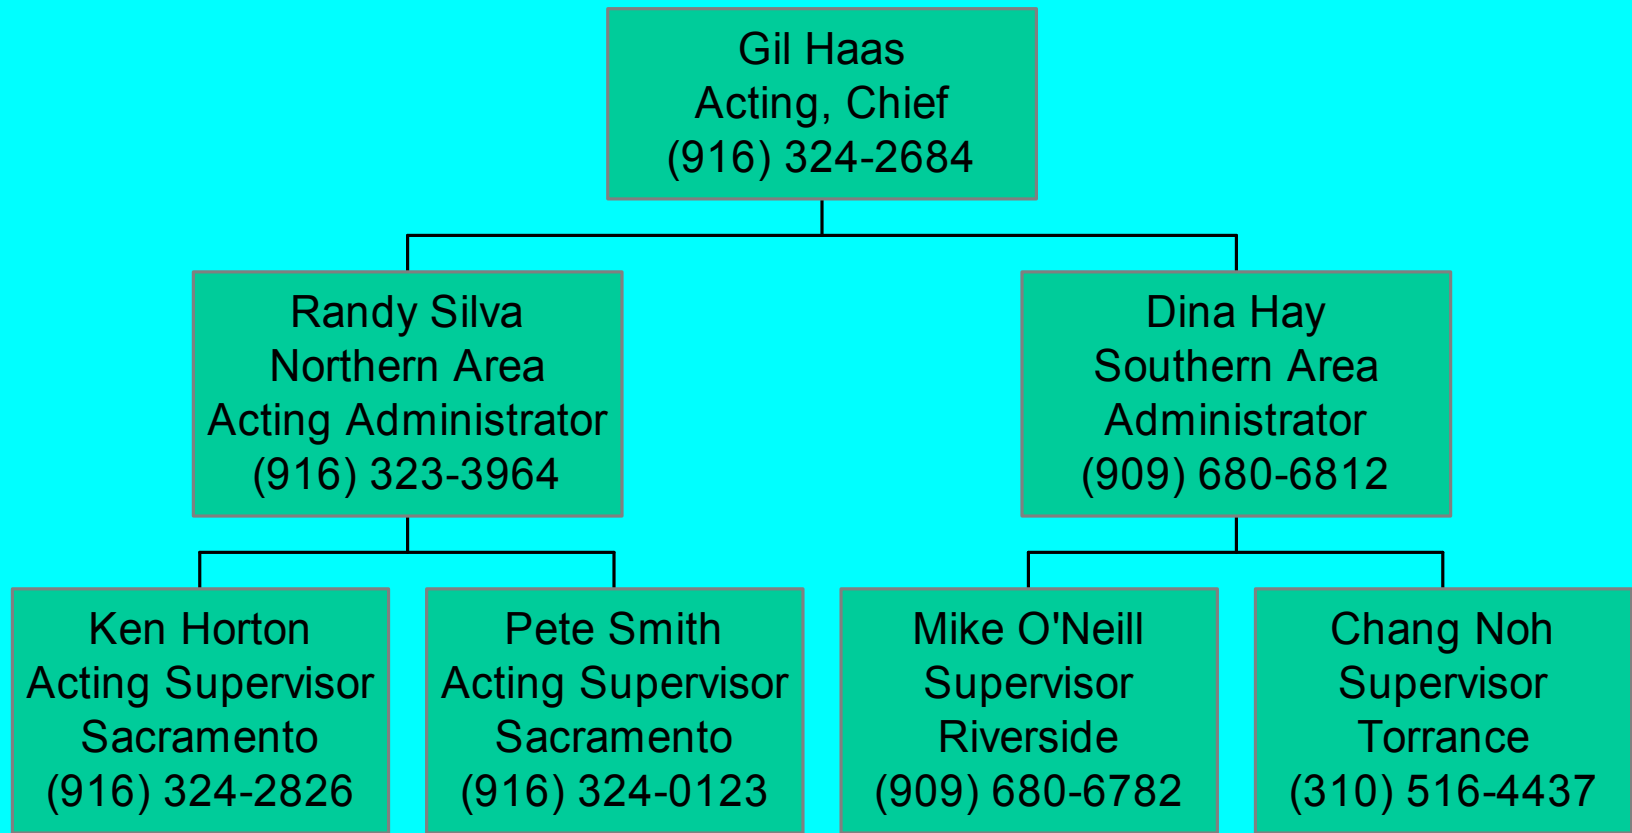 Gil Haas
Acting, Chief
(916) 324-2684
Randy Silva
Northern Area
Acting Administrator
(916) 323-3964
Dina Hay
Southern Area
Administrator
(909) 680-6812
Ken Horton
Acting Supervisor
Sacramento
(916) 324-2826
Pete Smith
Acting Supervisor
Sacramento
(916) 324-0123
Mike O'Neill
Supervisor
Riverside
(909) 680-6782
Chang Noh
Supervisor
Torrance
(310) 516-4437